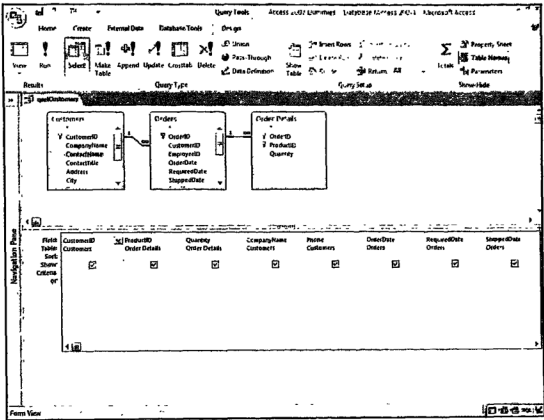 Query Tools Access 2007 Dummies Microsoft Access
Home Create External Data Database Tools Design
View Run Select Make Table Append Update Crosstab Delete
Union
Pass-Through
Data Definition
Show Table
Insert Rows
Return: All
Totals
Property Sheet
Table Names
Parameters
Results Query Type Query Setup Show/Hide
Customers
CustomerID
CompanyName
ContactName
ContactTitle
Address
City
Orders
OrderID
CustomerID
EmployeeID
OrderDate
RequiredDate
ShippedDate
Order Details
OrderID
ProductID
Quantity
Navigation Pane
Field: CustomerID ProductID Quantity CompanyName Phone OrderDate RequiredDate ShippedDate
Table: Customers Order Details Order Details Customers Customers Orders Orders Orders
Sort:
Show:
Criteria:
or:
Form View